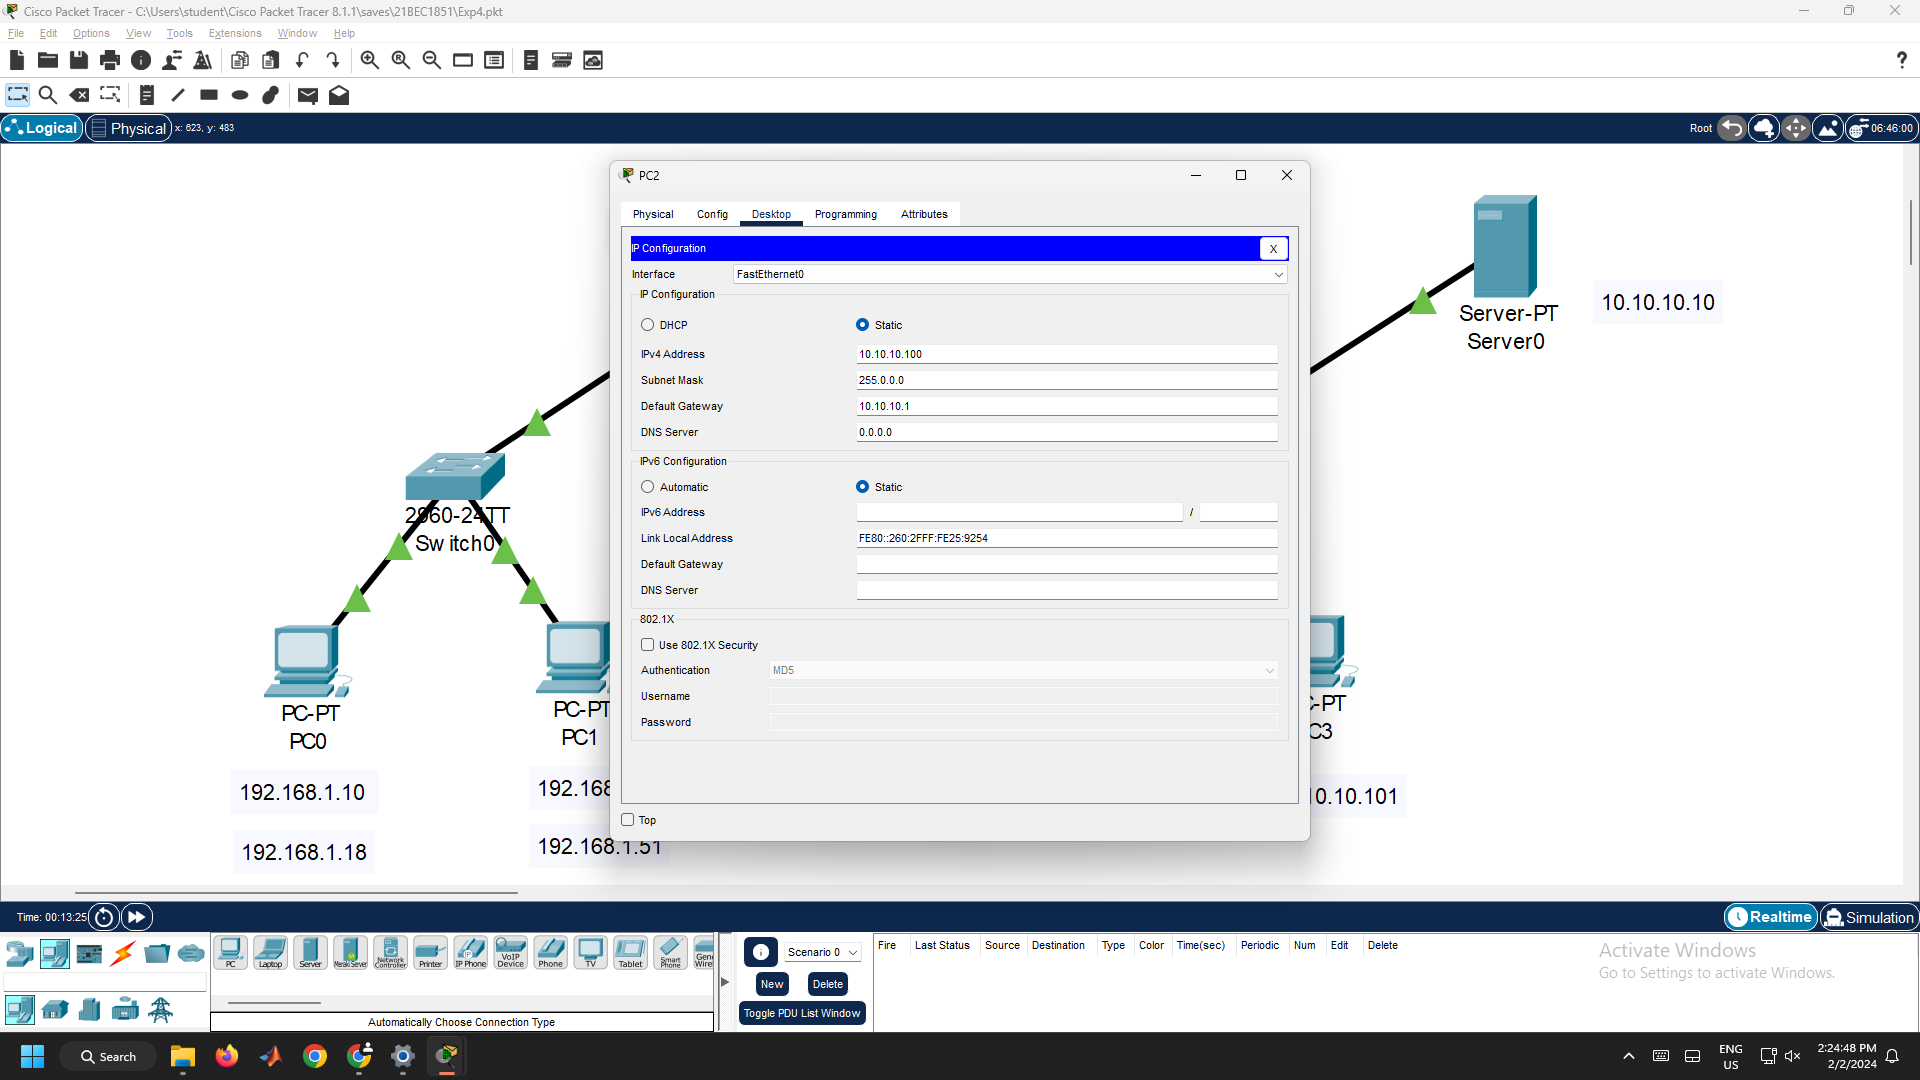 Cisco Packet Tracer - C:\Users\student\Cisco Packet Tracer 8.1.1\saves\21BEC1851\Exp4.pkt
File Edit Options View Tools Extensions Window Help
Logical Physical x: 623, y: 483
Root 06:46:00
PC2
Physical Config Desktop Programming Attributes
IP Configuration X
Interface FastEthernet0
IP Configuration
DHCP Static
IPv4 Address 10.10.10.100
Subnet Mask 255.0.0.0
Default Gateway 10.10.10.1
DNS Server 0.0.0.0
IPv6 Configuration
Automatic Static
IPv6 Address /
Link Local Address FE80::260:2FFF:FE25:9254
Default Gateway
DNS Server
802.1X
Use 802.1X Security
Authentication MD5
Username
Password
Top
Server-PT
Server0
10.10.10.10
2960-24TT
Switch0
PC-PT
PC0
PC-PT
PC1
-PT
C3
192.168.1.10
192.168
0.10.101
192.168.1.18
192.168.1.51
Time: 00:13:25
Realtime Simulation
PC Laptop Server Meraki Server Network Controller Printer IP Phone VoIP Device Phone TV Tablet Smart Phone
Automatically Choose Connection Type
Scenario 0
New Delete
Toggle PDU List Window
Fire Last Status Source Destination Type Color Time(sec) Periodic Num Edit Delete
Activate Windows
Go to Settings to activate Windows.
Search
ENG
US
2:24:48 PM
2/2/2024